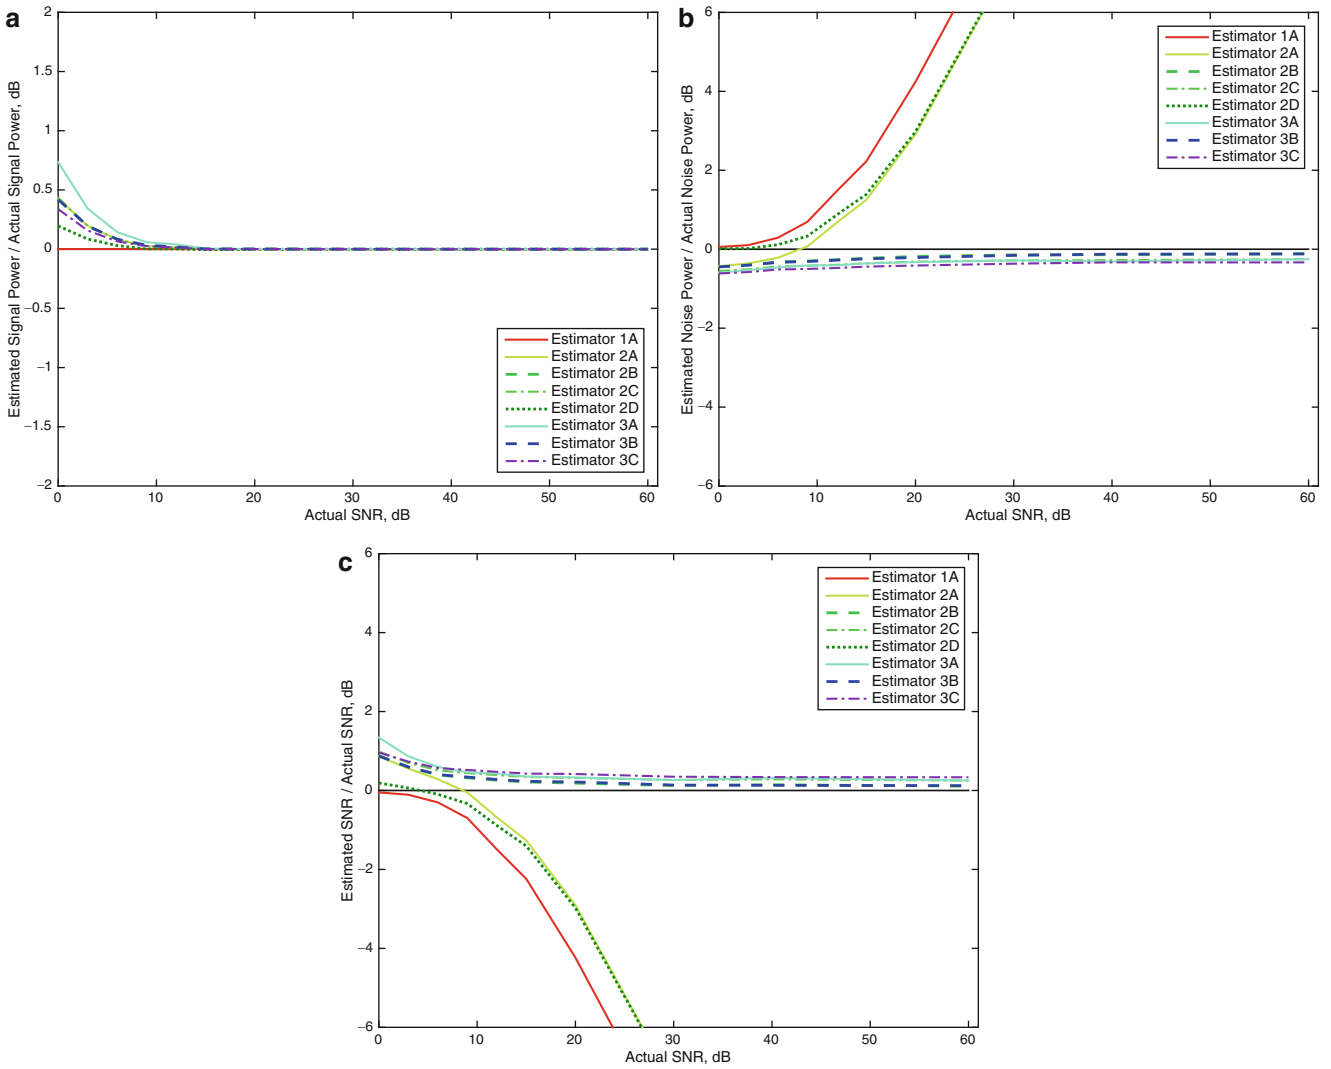 a
Estimated Signal Power / Actual Signal Power, dB
2
1.5
1
0.5
0
−0.5
−1
−1.5
−2
0 10 20 30 40 50 60
Actual SNR, dB
Estimator 1A
Estimator 2A
Estimator 2B
Estimator 2C
Estimator 2D
Estimator 3A
Estimator 3B
Estimator 3C
b
Estimated Noise Power / Actual Noise Power, dB
6
4
2
0
−2
−4
−6
0 10 20 30 40 50 60
Actual SNR, dB
Estimator 1A
Estimator 2A
Estimator 2B
Estimator 2C
Estimator 2D
Estimator 3A
Estimator 3B
Estimator 3C
c
Estimated SNR / Actual SNR, dB
6
4
2
0
−2
−4
−6
0 10 20 30 40 50 60
Actual SNR, dB
Estimator 1A
Estimator 2A
Estimator 2B
Estimator 2C
Estimator 2D
Estimator 3A
Estimator 3B
Estimator 3C